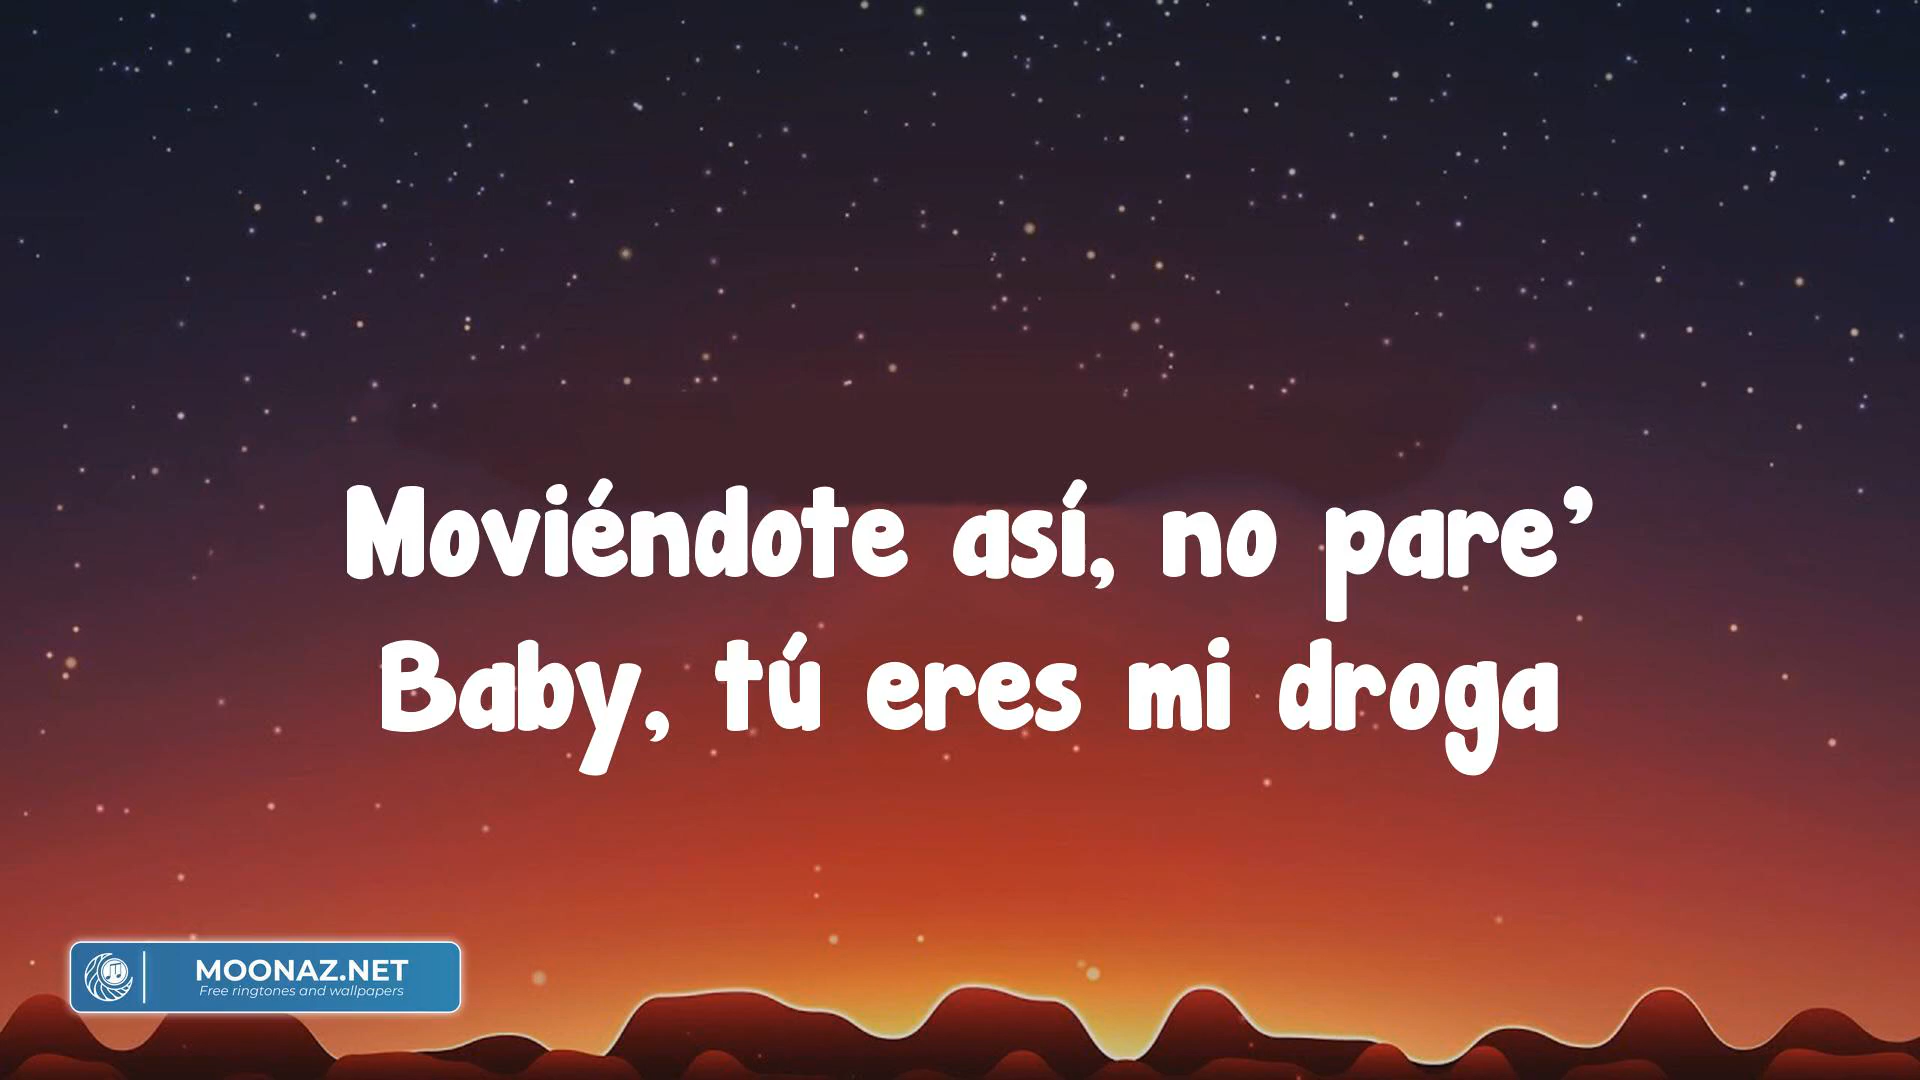 Moviéndote así, no pare’
Baby, tú eres mi droga
MOONAZ.NET
Free ringtones and wallpapers